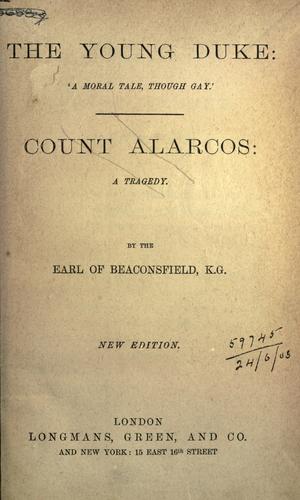 THE YOUNG DUKE:
'A MORAL TALE, THOUGH GAY.'
COUNT ALARCOS:
A TRAGEDY.
BY THE
EARL OF BEACONSFIELD, K.G.
NEW EDITION.
59745
24/6/03
LONDON
LONGMANS, GREEN, AND CO.
AND NEW YORK: 15 EAST 16th STREET